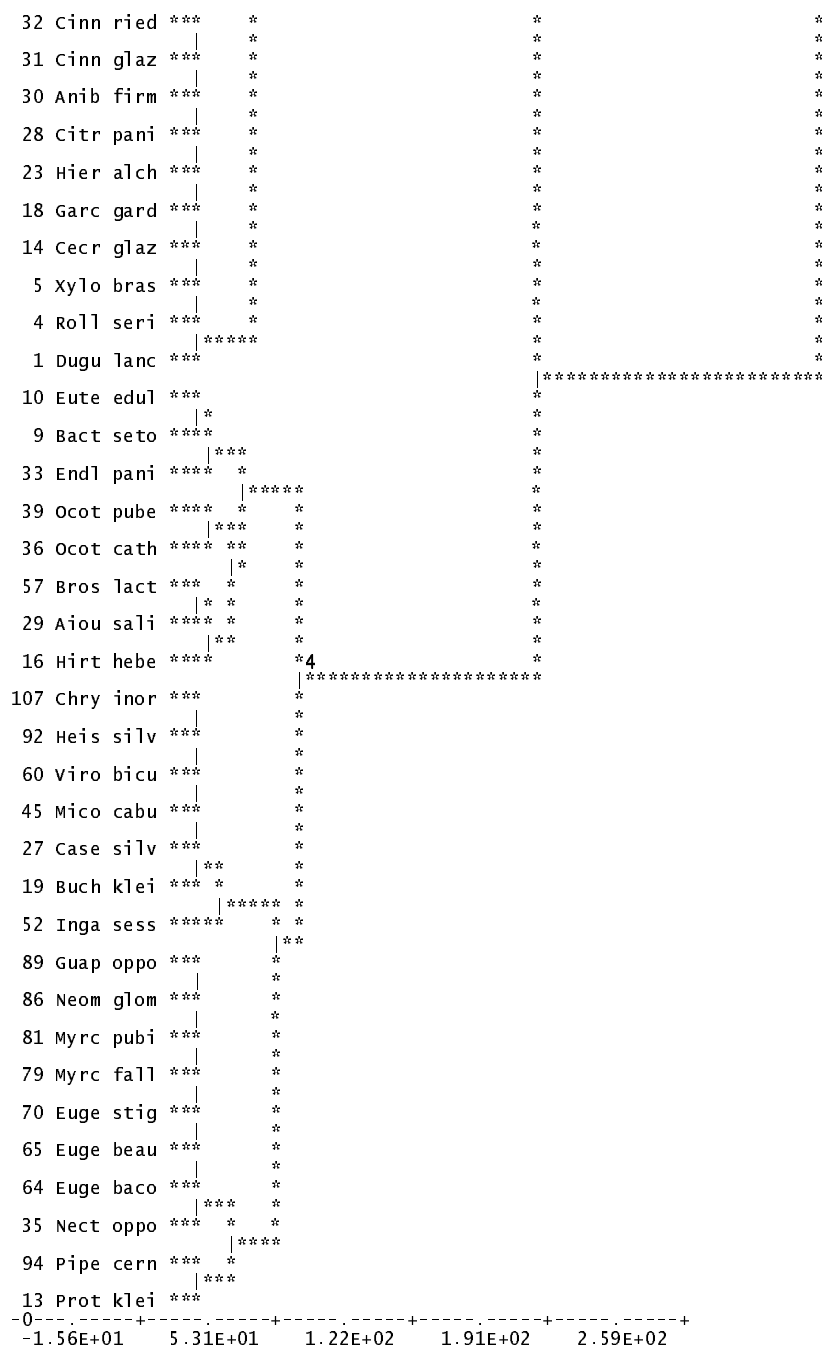 32 Cinn ried *** * * *
| * * *
31 Cinn glaz *** * * *
| * * *
30 Anib firm *** * * *
| * * *
28 Citr pani *** * * *
| * * *
23 Hier alch *** * * *
| * * *
18 Garc gard *** * * *
| * * *
14 Cecr glaz *** * * *
| * * *
5 Xylo bras *** * * *
| * * *
4 Roll seri *** * * *
|***** * *
1 Dugu lanc *** * *
|************************
10 Eute edul *** *
|* *
9 Bact seto **** *
|*** *
33 Endl pani **** * *
|***** *
39 Ocot pube **** * * *
|*** * *
36 Ocot cath **** ** * *
|* * *
57 Bros lact *** * * *
|* * * *
29 Aiou sali **** * * *
|** * *
16 Hirt hebe **** *4 *
|********************
107 Chry inor *** *
| *
92 Heis silv *** *
| *
60 Viro bicu *** *
| *
45 Mico cabu *** *
| *
27 Case silv *** *
|** *
19 Buch klei *** * *
|***** *
52 Inga sess ***** * *
|**
89 Guap oppo *** *
| *
86 Neom glom *** *
| *
81 Myrc pubi *** *
| *
79 Myrc fall *** *
| *
70 Euge stig *** *
| *
65 Euge beau *** *
| *
64 Euge baco *** *
|*** *
35 Nect oppo *** * *
|****
94 Pipe cern *** *
|***
13 Prot klei ***
-0---.-----+-----.-----+-----.-----+-----.-----+-----.-----+
-1.56E+01 5.31E+01 1.22E+02 1.91E+02 2.59E+02